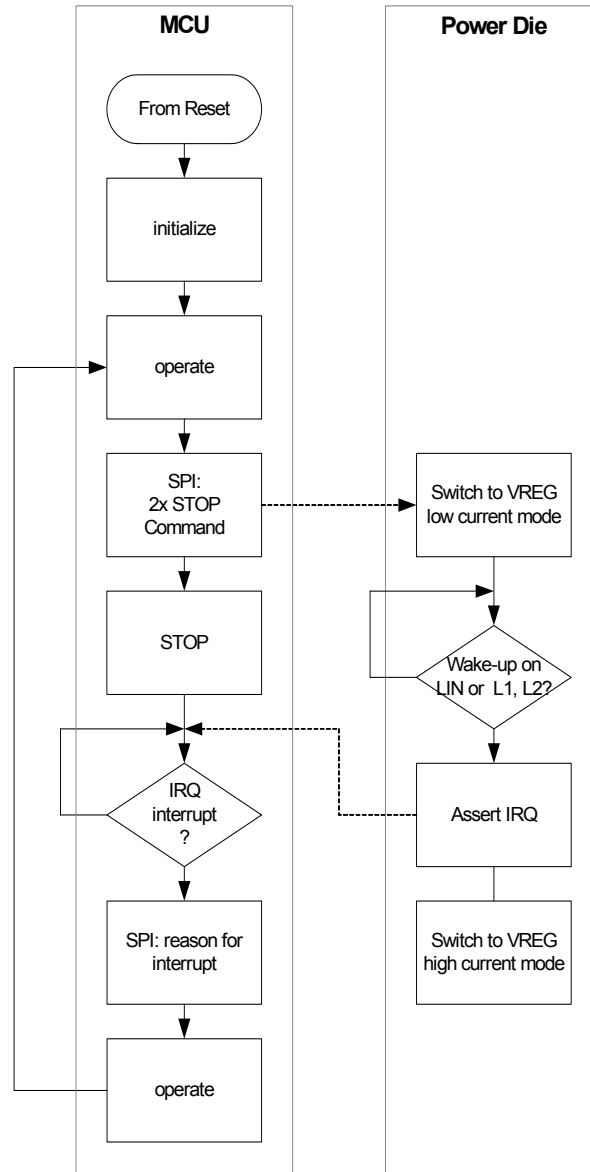 MCU
From Reset
initialize
operate
SPI:
2x STOP
Command
STOP
IRQ
interrupt
?
SPI: reason for
interrupt
operate
Power Die
Switch to VREG
low current mode
Wake-up on
LIN or L1, L2?
Assert IRQ
Switch to VREG
high current mode